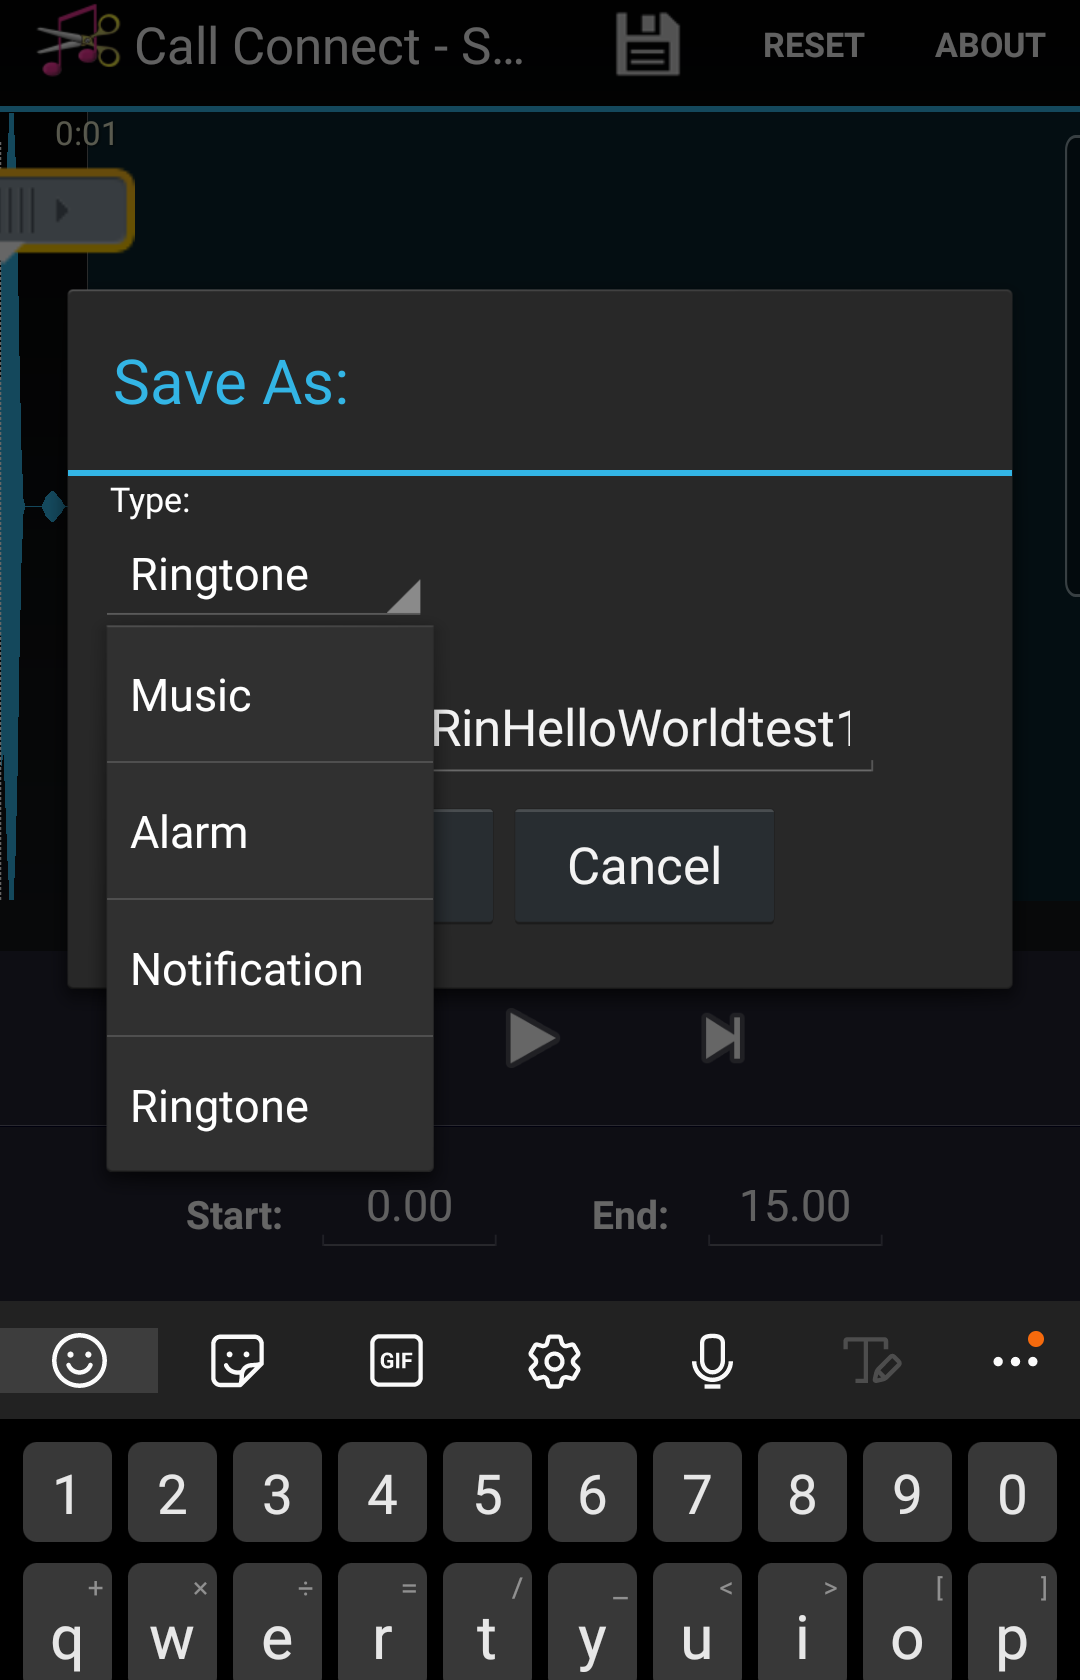 Call Connect - S...
RESET
ABOUT
0:01
Save As:
Type:
Ringtone
Music
RinHelloWorldtest1
Alarm
Cancel
Notification
Ringtone
Start: 0.00 End: 15.00
GIF
1 2 3 4 5 6 7 8 9 0
+ × ÷ = / _ < > [ ]
q w e r t y u i o p